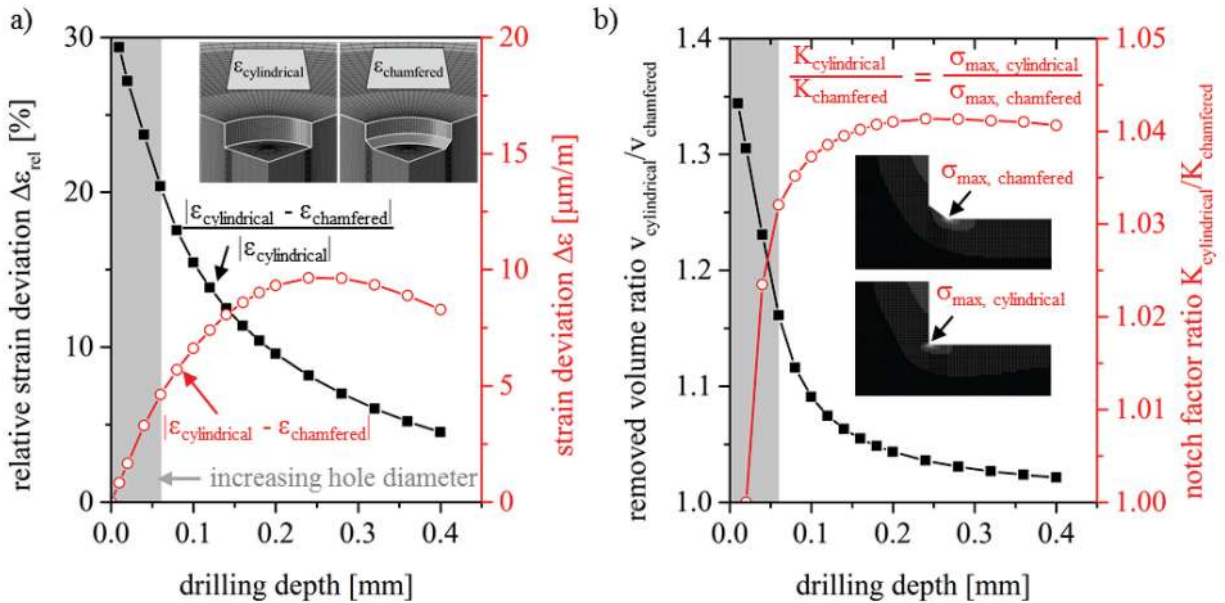 a)
relative strain deviation Δε_rel [%]
30
20
10
0
ε_cylindrical
ε_chamfered
|ε_cylindrical - ε_chamfered|
|ε_cylindrical|
|ε_cylindrical - ε_chamfered|
increasing hole diameter
20
15
10
5
0
strain deviation Δε [µm/m]
0.0 0.1 0.2 0.3 0.4
drilling depth [mm]
b)
removed volume ratio v_cylindrical/v_chamfered
1.4
1.3
1.2
1.1
1.0
K_cylindrical
K_chamfered
=
σ_max, cylindrical
σ_max, chamfered
σ_max, chamfered
σ_max, cylindrical
1.05
1.04
1.03
1.02
1.01
1.00
notch factor ratio K_cylindrical/K_chamfered
0.0 0.1 0.2 0.3 0.4
drilling depth [mm]